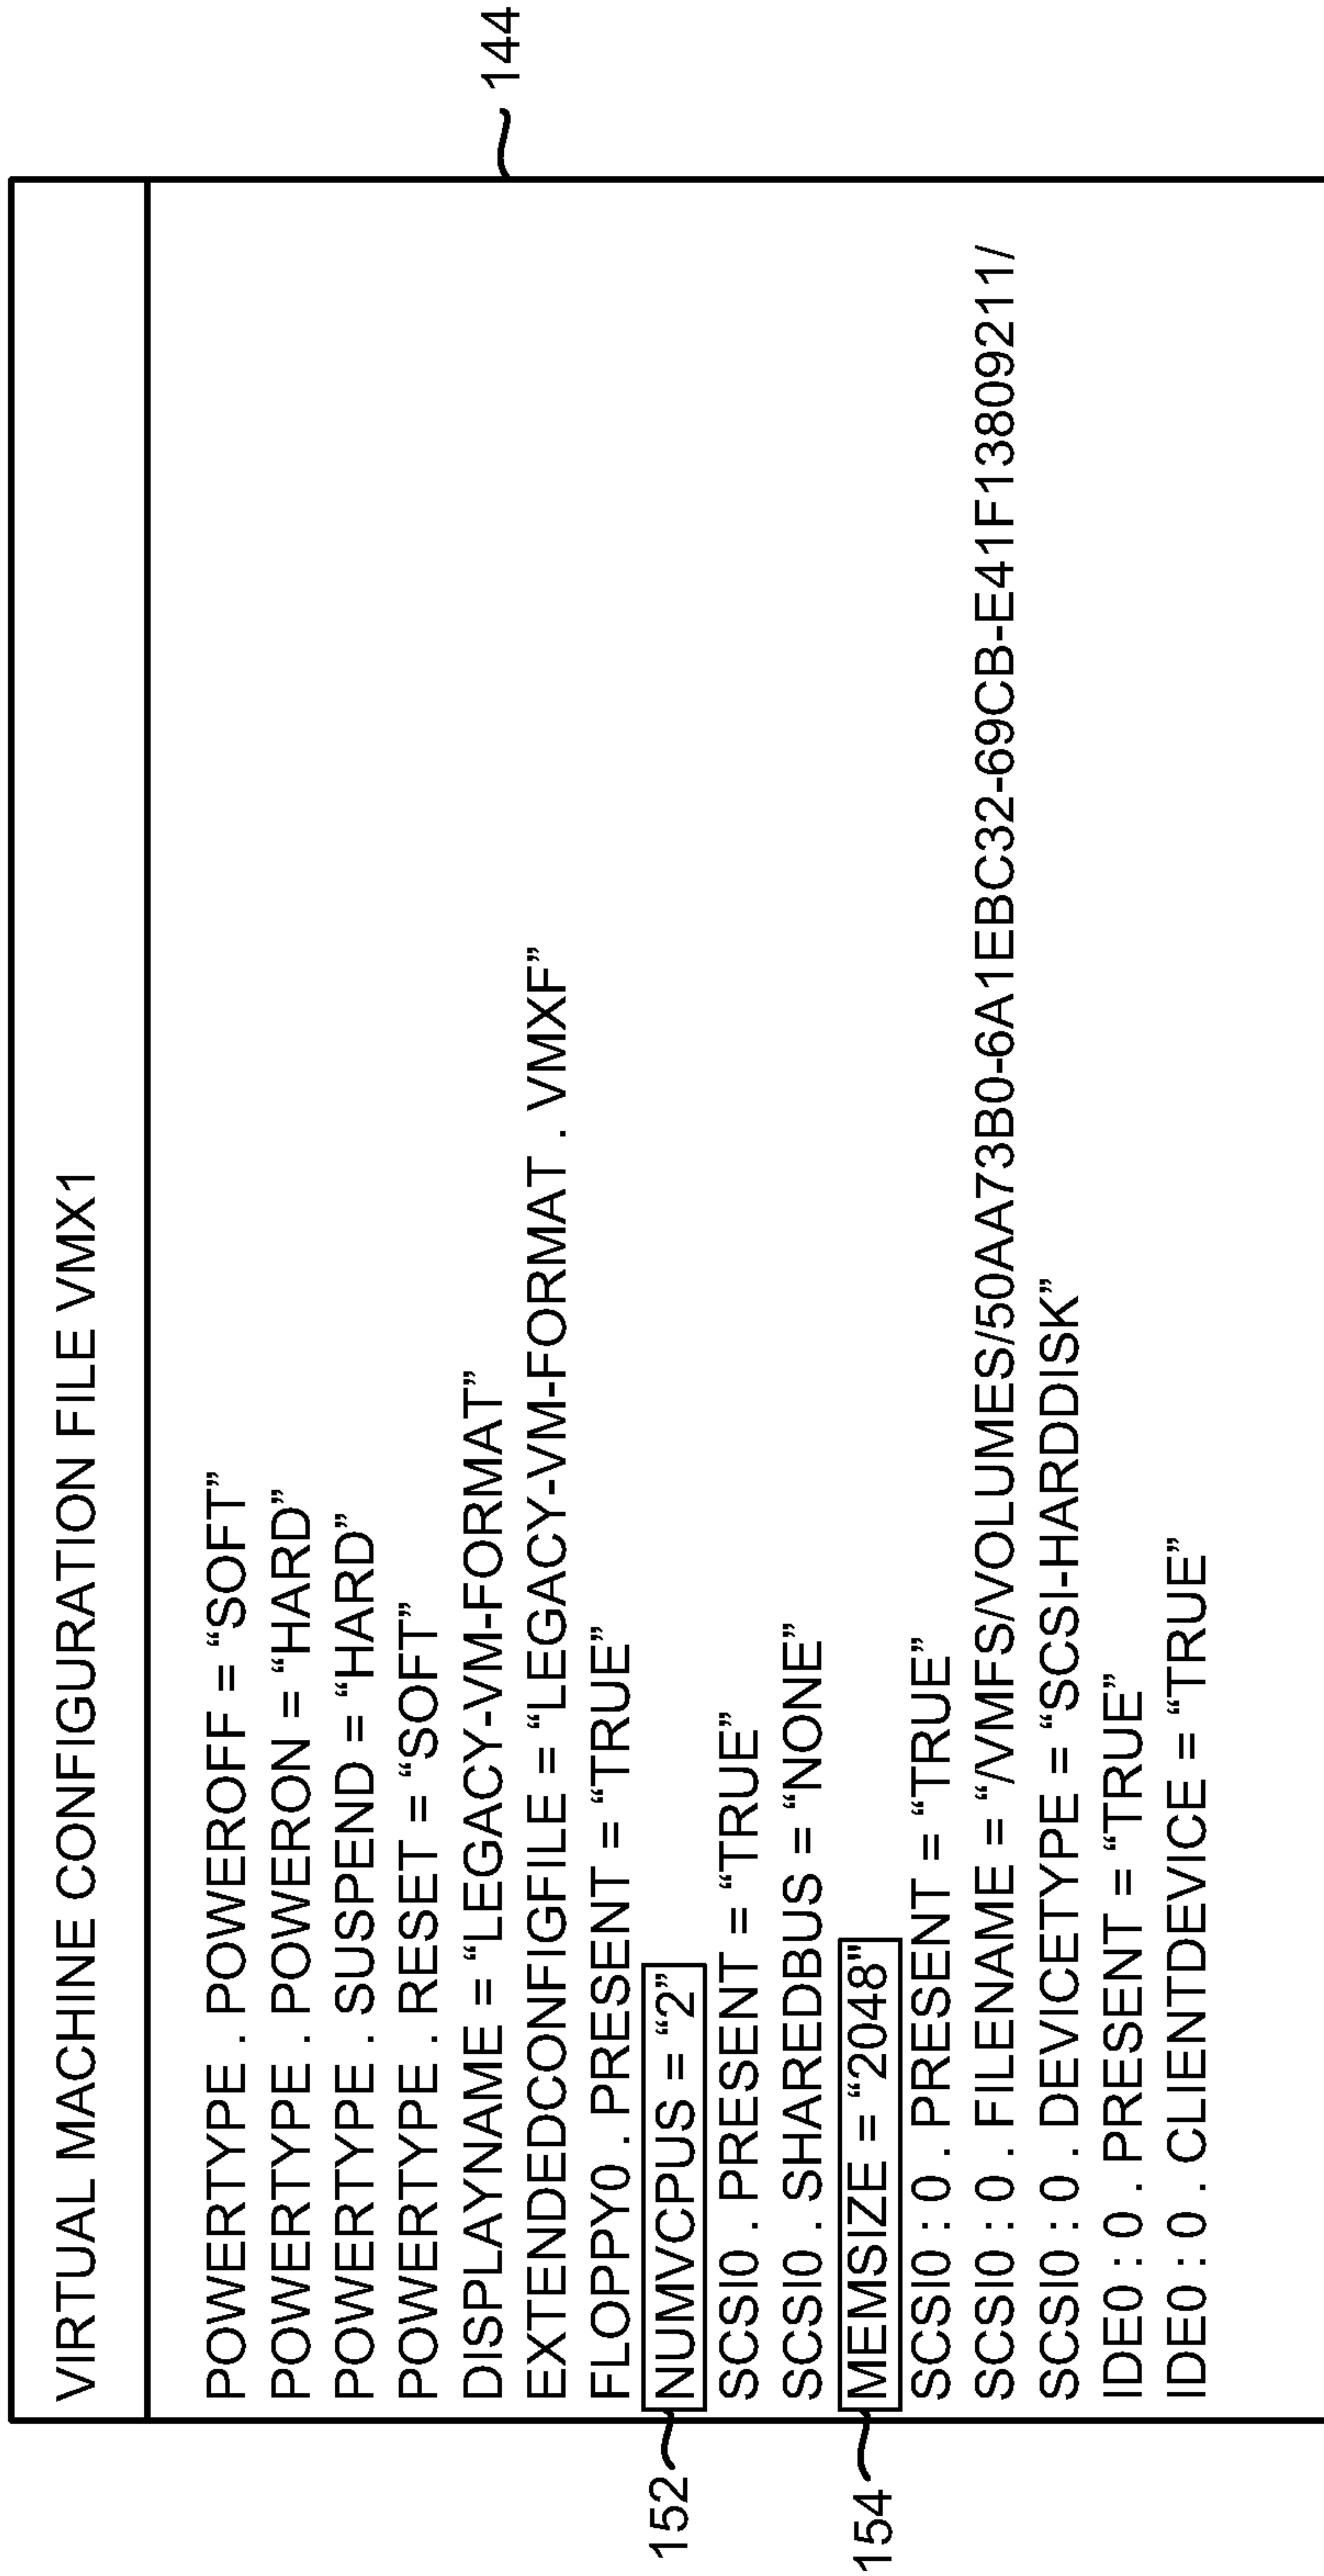 VIRTUAL MACHINE CONFIGURATION FILE VMX1
144
POWERTYPE . POWEROFF = “SOFT”
POWERTYPE . POWERON = “HARD”
POWERTYPE . SUSPEND = “HARD”
POWERTYPE . RESET = “SOFT”
DISPLAYNAME = “LEGACY-VM-FORMAT”
EXTENDEDCONFIGFILE = “LEGACY-VM-FORMAT . VMXF”
FLOPPY0 . PRESENT = “TRUE”
152 NUMVCPUS = “2”
SCSI0 . PRESENT = “TRUE”
SCSI0 . SHAREDBUS = “NONE”
154 MEMSIZE = “2048”
SCSI0 : 0 . PRESENT = “TRUE”
SCSI0 : 0 . FILENAME = “/VMFS/VOLUMES/50AA73B0-6A1EBC32-69CB-E41F13809211/
SCSI0 : 0 . DEVICETYPE = “SCSI-HARDDISK”
IDE0 : 0 . PRESENT = “TRUE”
IDE0 : 0 . CLIENTDEVICE = “TRUE”